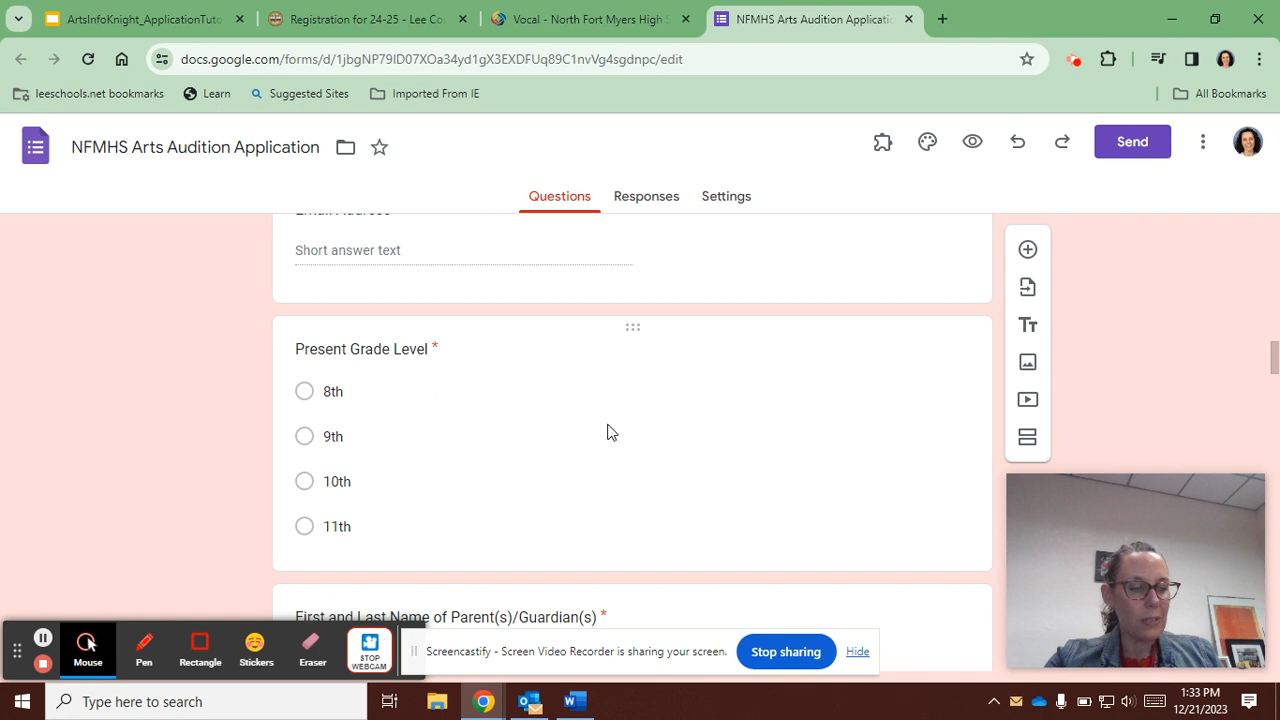 ArtsInfoKnight_ApplicationTuto
Registration for 24-25 - Lee Co
Vocal - North Fort Myers High S
NFMHS Arts Audition Applicatio
docs.google.com/forms/d/1jbgNP79ID07XOa34yd1gX3EXDFUq89C1nvVg4sgdnpc/edit
leeschools.net bookmarks
Learn
Suggested Sites
Imported From IE
All Bookmarks
NFMHS Arts Audition Application
Send
Questions
Responses
Settings
Email Address
Short answer text
Present Grade Level *
8th
9th
10th
11th
First and Last Name of Parent(s)/Guardian(s) *
Mouse
Pen
Rectangle
Stickers
Eraser
STOP
WEBCAM
Screencastify - Screen Video Recorder is sharing your screen.
Stop sharing
Hide
Type here to search
1:33 PM
12/21/2023